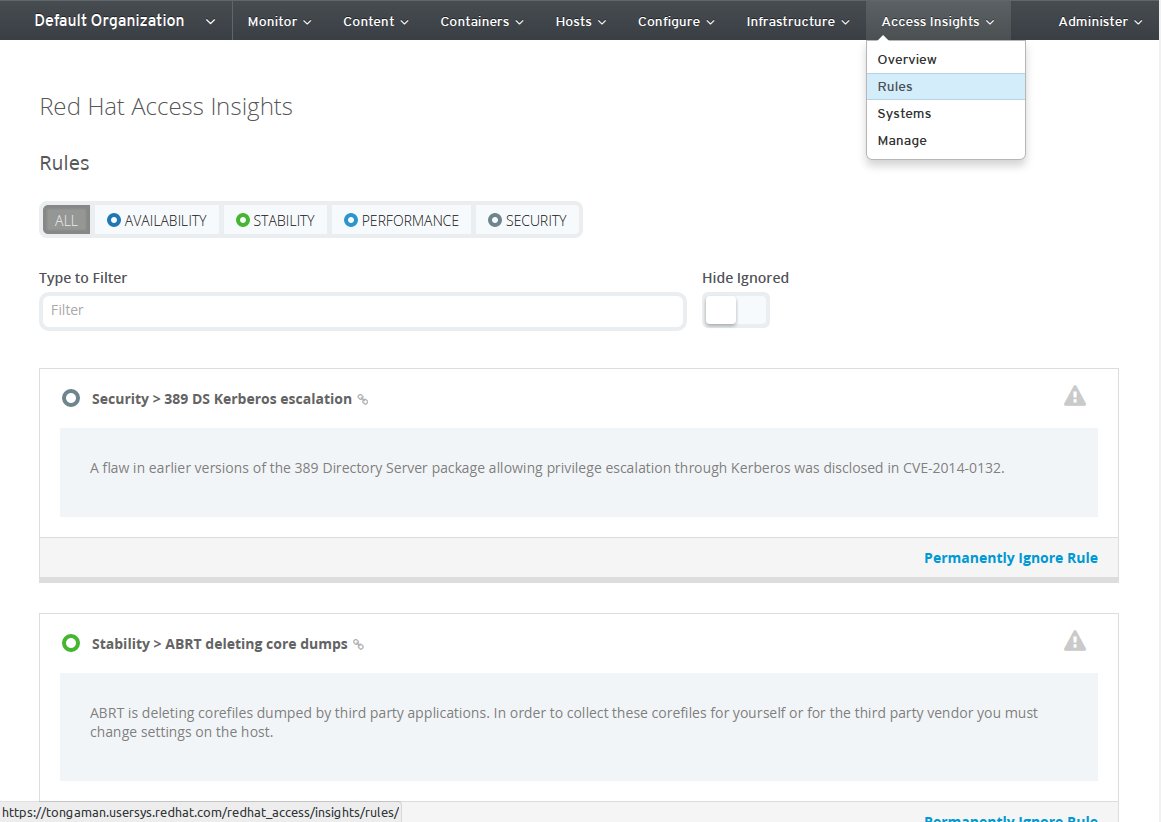 Default Organization Monitor Content Containers Hosts Configure Infrastructure Access Insights Administer
Overview
Rules
Systems
Manage
Red Hat Access Insights
Rules
ALL AVAILABILITY STABILITY PERFORMANCE SECURITY
Type to Filter Hide Ignored
Filter
Security > 389 DS Kerberos escalation
A flaw in earlier versions of the 389 Directory Server package allowing privilege escalation through Kerberos was disclosed in CVE-2014-0132.
Permanently Ignore Rule
Stability > ABRT deleting core dumps
ABRT is deleting corefiles dumped by third party applications. In order to collect these corefiles for yourself or for the third party vendor you must
change settings on the host.
https://tongaman.usersys.redhat.com/redhat_access/insights/rules/
Permanently Ignore Rule